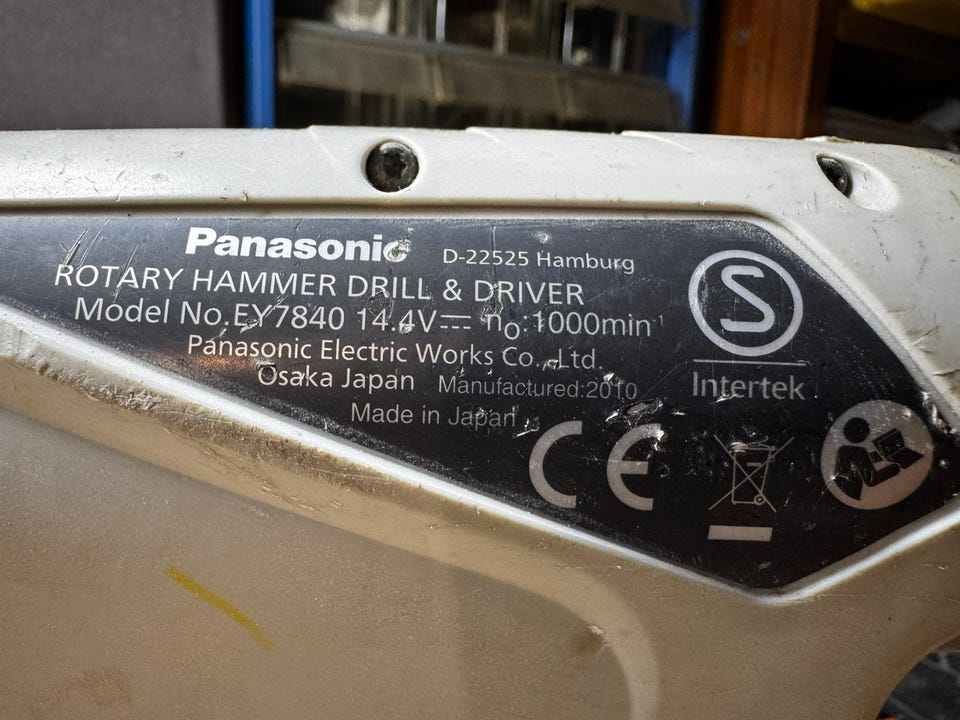 Panasonic D-22525 Hamburg
ROTARY HAMMER DRILL & DRIVER
Model No.EY7840 14.4V⎓ n₀:1000min⁻¹
Panasonic Electric Works Co., Ltd.
Osaka Japan Manufactured:2010
Made in Japan
S
Intertek
CE